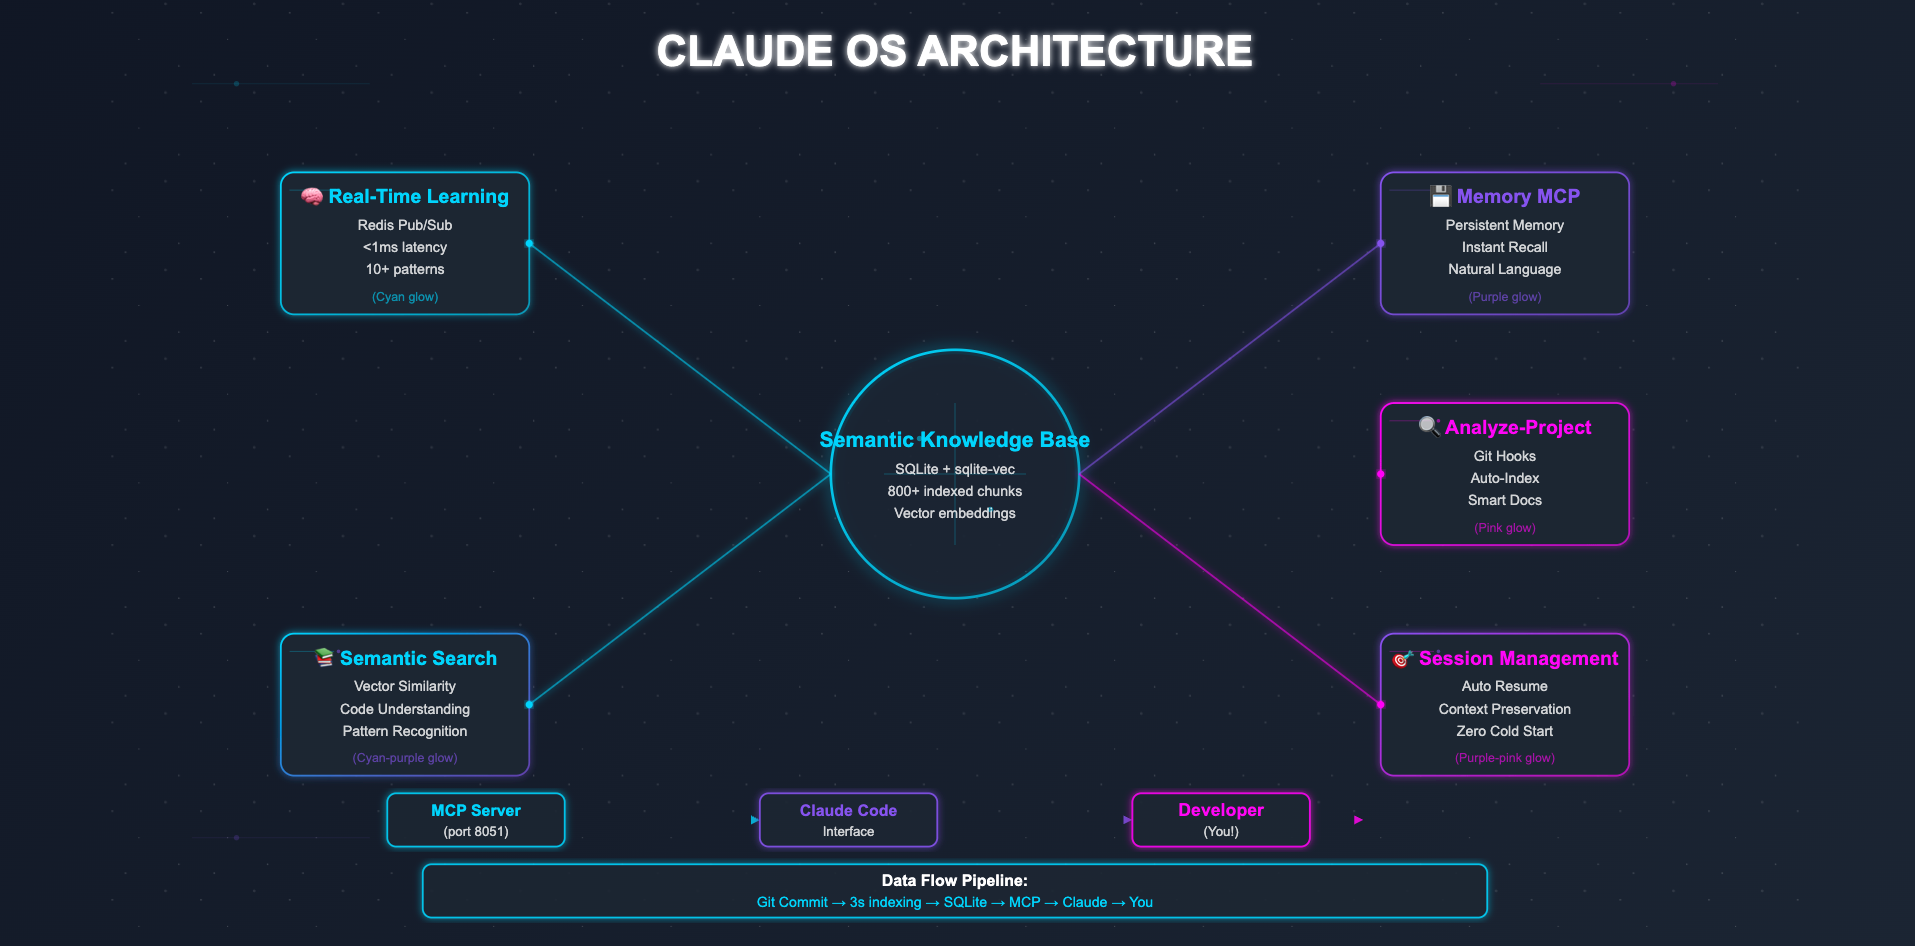 CLAUDE OS ARCHITECTURE
🧠 Real-Time Learning
Redis Pub/Sub
<1ms latency
10+ patterns
(Cyan glow)
💾 Memory MCP
Persistent Memory
Instant Recall
Natural Language
(Purple glow)
Semantic Knowledge Base
SQLite + sqlite-vec
800+ indexed chunks
Vector embeddings
🔍 Analyze-Project
Git Hooks
Auto-Index
Smart Docs
(Pink glow)
📚 Semantic Search
Vector Similarity
Code Understanding
Pattern Recognition
(Cyan-purple glow)
🎯 Session Management
Auto Resume
Context Preservation
Zero Cold Start
(Purple-pink glow)
MCP Server
(port 8051)
Claude Code
Interface
Developer
(You!)
Data Flow Pipeline:
Git Commit → 3s indexing → SQLite → MCP → Claude → You